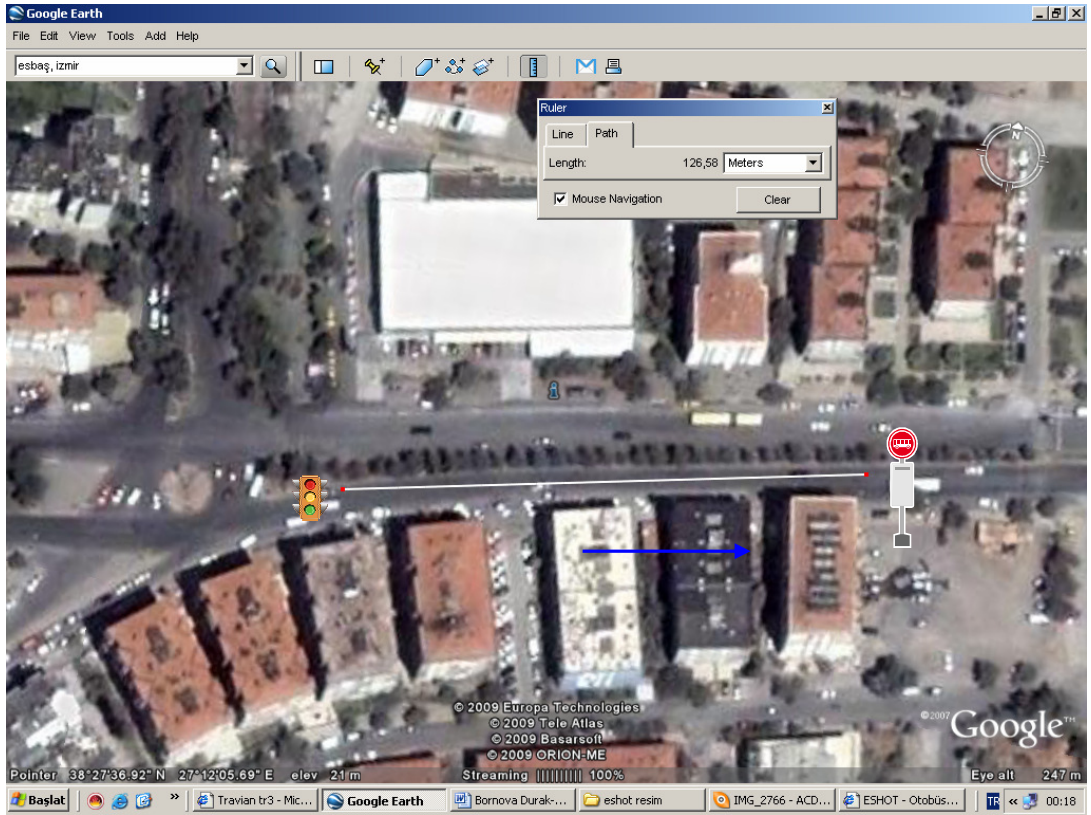 Google Earth
File Edit View Tools Add Help
esbaş, izmir
Ruler
Line Path
Length: 126,58 Meters
Mouse Navigation Clear
N
© 2009 Europa Technologies
© 2009 Tele Atlas
© 2009 Basarsoft
© 2009 ORION-ME
©2007 Google™
Pointer 38°27'36.92" N 27°12'05.69" E elev 21 m Streaming |||||||||| 100% Eye alt 247 m
Başlat » Travian tr3 - Mic... Google Earth Bornova Durak-... eshot resim IMG_2766 - ACD... ESHOT - Otobüs... TR « 00:18